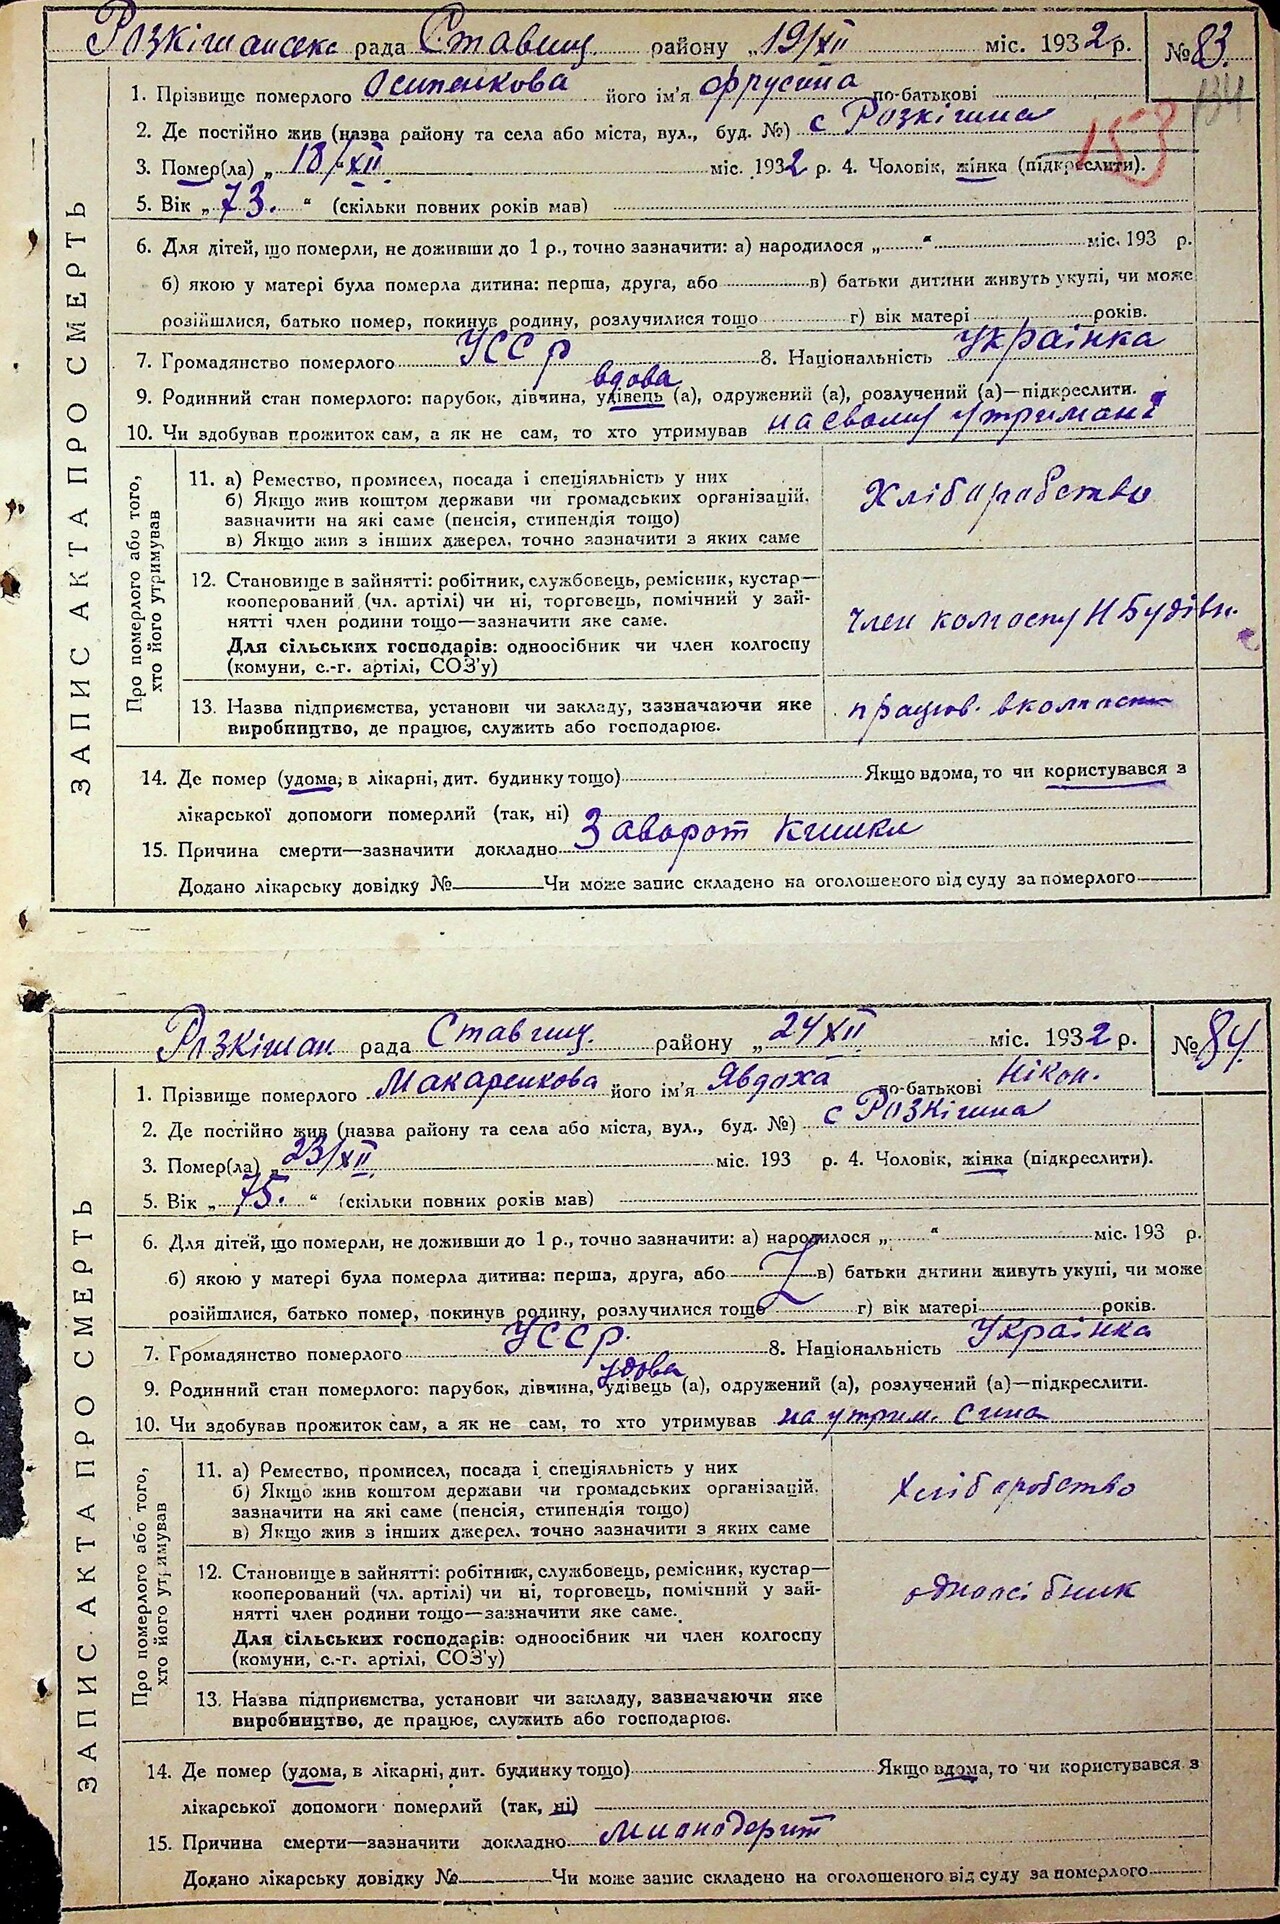 Розкішанська рада Ставищ. району „19/XII міс. 1932 р. №83.
134
153
1. Прізвище померлого Осипенкова його ім'я Фрусина по-батькові
2. Де постійно жив (назва району та села або міста, вул., буд. №) с Розкішна
3. Помер(ла) „18/XII міс. 1932 р. 4. Чоловік, жінка (підкреслити).
5. Вік „73.“ (скільки повних років мав)
6. Для дітей, що померли, не доживши до 1 р., точно зазначити: а) народилося „ “ міс. 193 р.
б) якою у матері була померла дитина: перша, друга, або в) батьки дитини живуть укупі, чи може
розійшлися, батько помер, покинув родину, розлучилися тощо г) вік матері років.
7. Громадянство померлого УССР 8. Національність Українка
вдова
9. Родинний стан померлого: парубок, дівчина, удівець (а), одружений (а), розлучений (а)—підкреслити.
10. Чи здобував прожиток сам, а як не сам, то хто утримував на своєму утриманні
ЗАПИС АКТА ПРО СМЕРТЬ
Про померлого або того,
хто його утримував
11. а) Ремество, промисел, посада і спеціяльність у них
б) Якщо жив коштом держави чи громадських організацій,
зазначити на які саме (пенсія, стипендія тощо)
в) Якщо жив з інших джерел, точно зазначити з яких саме
Хліборобство
12. Становище в зайнятті: робітник, службовець, ремісник, кустар—
кооперований (чл. артілі) чи ні, торговець, помічний у зай-
нятті член родини тощо—зазначити яке саме.
Для сільських господарів: одноосібник чи член колгоспу
(комуни, с.-г. артілі, СОЗ'у)
член колгоспу Н Будівн.
13. Назва підприємства, установи чи закладу, зазначаючи яке
виробництво, де працює, служить або господарює.
працюв. в колгоспі
14. Де помер (удома, в лікарні, дит. будинку тощо) Якщо вдома, то чи користувався з
лікарської допомоги померлий (так, ні)
15. Причина смерти—зазначити докладно Заворот кишки
Додано лікарську довідку № Чи може запис складено на оголошеного від суду за померлого
Розкішан. рада Ставищ. району „24 XII міс. 1932 р. №84.
1. Прізвище померлого Макаренкова його ім'я Явдоха по-батькові Нікон.
2. Де постійно жив (назва району та села або міста, вул., буд. №) с Розкішна
3. Помер(ла) „23/XII міс. 193 р. 4. Чоловік, жінка (підкреслити).
5. Вік „75.“ (скільки повних років мав)
6. Для дітей, що померли, не доживши до 1 р., точно зазначити: а) народилося „ “ міс. 193 р.
б) якою у матері була померла дитина: перша, друга, або в) батьки дитини живуть укупі, чи може
розійшлися, батько помер, покинув родину, розлучилися тощо г) вік матері років.
7. Громадянство померлого УССР. 8. Національність Українка
удова
9. Родинний стан померлого: парубок, дівчина, удівець (а), одружений (а), розлучений (а)—підкреслити.
10. Чи здобував прожиток сам, а як не сам, то хто утримував на утрим. сина
ЗАПИС АКТА ПРО СМЕРТЬ
Про померлого або того,
хто його утримував
11. а) Ремество, промисел, посада і спеціяльність у них
б) Якщо жив коштом держави чи громадських організацій,
зазначити на які саме (пенсія, стипендія тощо)
в) Якщо жив з інших джерел, точно зазначити з яких саме
хліборобство
12. Становище в зайнятті: робітник, службовець, ремісник, кустар—
кооперований (чл. артілі) чи ні, торговець, помічний у зай-
нятті член родини тощо—зазначити яке саме.
Для сільських господарів: одноосібник чи член колгоспу
(комуни, с.-г. артілі, СОЗ'у)
одноосібник
13. Назва підприємства, установи чи закладу, зазначаючи яке
виробництво, де працює, служить або господарює.
14. Де помер (удома, в лікарні, дит. будинку тощо) Якщо вдома, то чи користувався з
лікарської допомоги померлий (так, ні)
15. Причина смерти—зазначити докладно
Додано лікарську довідку № Чи може запис складено на оголошеного від суду за померлого